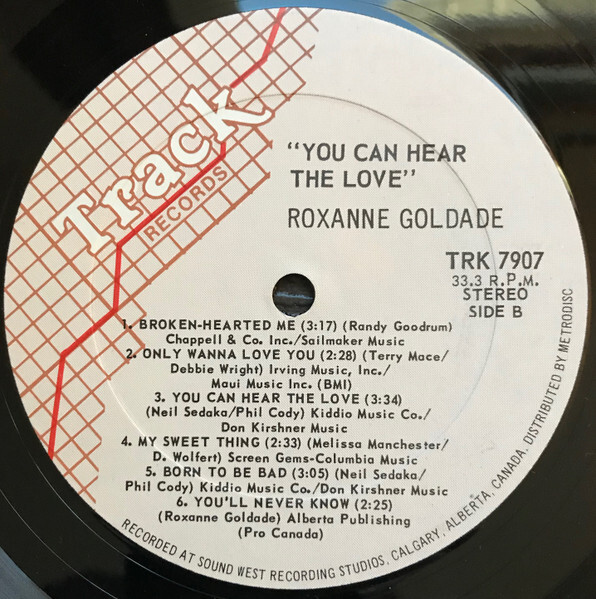 Track
RECORDS
"YOU CAN HEAR
THE LOVE"
ROXANNE GOLDADE
TRK 7907
33.3 R.P.M.
STEREO
SIDE B
1. BROKEN-HEARTED ME (3:17) (Randy Goodrum)
Chappell & Co. Inc./Sailmaker Music
2. ONLY WANNA LOVE YOU (2:28) (Terry Mace/
Debbie Wright) Irving Music, Inc./
Maui Music Inc. (BMI)
3. YOU CAN HEAR THE LOVE (3:34)
(Neil Sedaka/Phil Cody) Kiddio Music Co./
Don Kirshner Music
4. MY SWEET THING (2:33) (Melissa Manchester/
D. Wolfert) Screen Gems-Columbia Music
5. BORN TO BE BAD (3:05) (Neil Sedaka/
Phil Cody) Kiddio Music Co./Don Kirshner Music
6. YOU'LL NEVER KNOW (2:25)
(Roxanne Goldade) Alberta Publishing
(Pro Canada)
RECORDED AT SOUND WEST RECORDING STUDIOS, CALGARY, ALBERTA, CANADA. DISTRIBUTED BY METRODISC